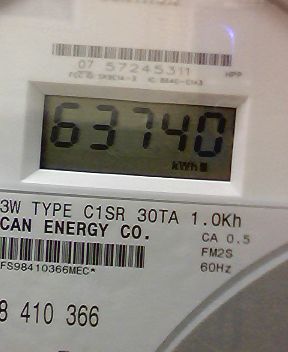 07 57245311 HPP
63740
kWh
3W TYPE C1SR 30TA 1.0Kh
CAN ENERGY CO.
CA 0.5
FM2S
60Hz
FS98410366MEC*
8 410 366